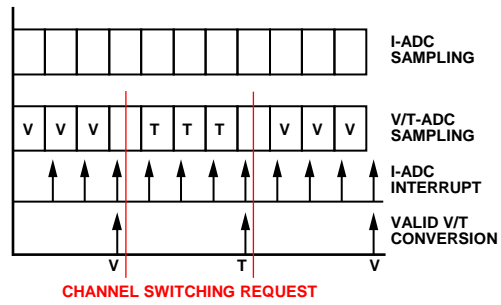 I-ADC
SAMPLING
V V V T T T V V V
V/T-ADC
SAMPLING
I-ADC
INTERRUPT
VALID V/T
CONVERSION
V T V
CHANNEL SWITCHING REQUEST